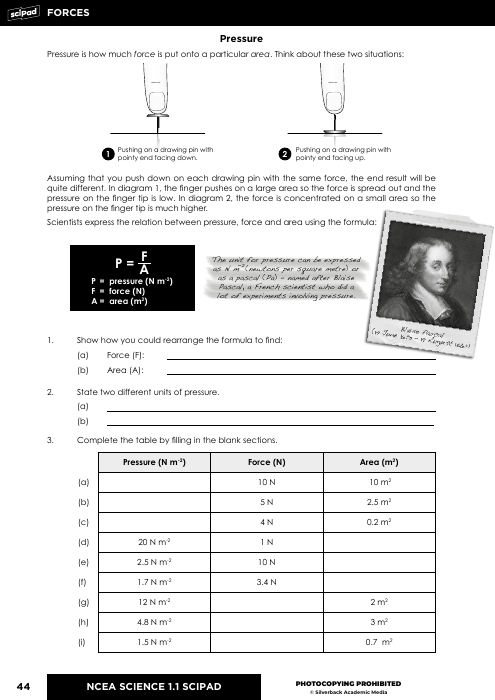 scipad FORCES
Pressure
Pressure is how much force is put onto a particular area. Think about these two situations:
1 Pushing on a drawing pin with
pointy end facing down.
2 Pushing on a drawing pin with
pointy end facing up.
Assuming that you push down on each drawing pin with the same force, the end result will be
quite different. In diagram 1, the finger pushes on a large area so the force is spread out and the
pressure on the finger tip is low. In diagram 2, the force is concentrated on a small area so the
pressure on the finger tip is much higher.
Scientists express the relation between pressure, force and area using the formula:
P = F/A
P = pressure (N m⁻²)
F = force (N)
A = area (m²)
The unit for pressure can be expressed
as N m⁻² (newtons per square metre) or
as a pascal (Pa) – named after Blaise
Pascal, a French scientist who did a
lot of experiments involving pressure.
Blaise Pascal
(19 June 1623 – 19 August 1662)
1. Show how you could rearrange the formula to find:
(a) Force (F):
(b) Area (A):
2. State two different units of pressure.
(a)
(b)
3. Complete the table by filling in the blank sections.
Pressure (N m⁻²) Force (N) Area (m²)
(a) 10 N 10 m²
(b) 5 N 2.5 m²
(c) 4 N 0.2 m²
(d) 20 N m⁻² 1 N
(e) 2.5 N m⁻² 10 N
(f) 1.7 N m⁻² 3.4 N
(g) 12 N m⁻² 2 m²
(h) 4.8 N m⁻² 3 m²
(i) 1.5 N m⁻² 0.7 m²
44 NCEA SCIENCE 1.1 SCIPAD PHOTOCOPYING PROHIBITED
© Silverback Academic Media